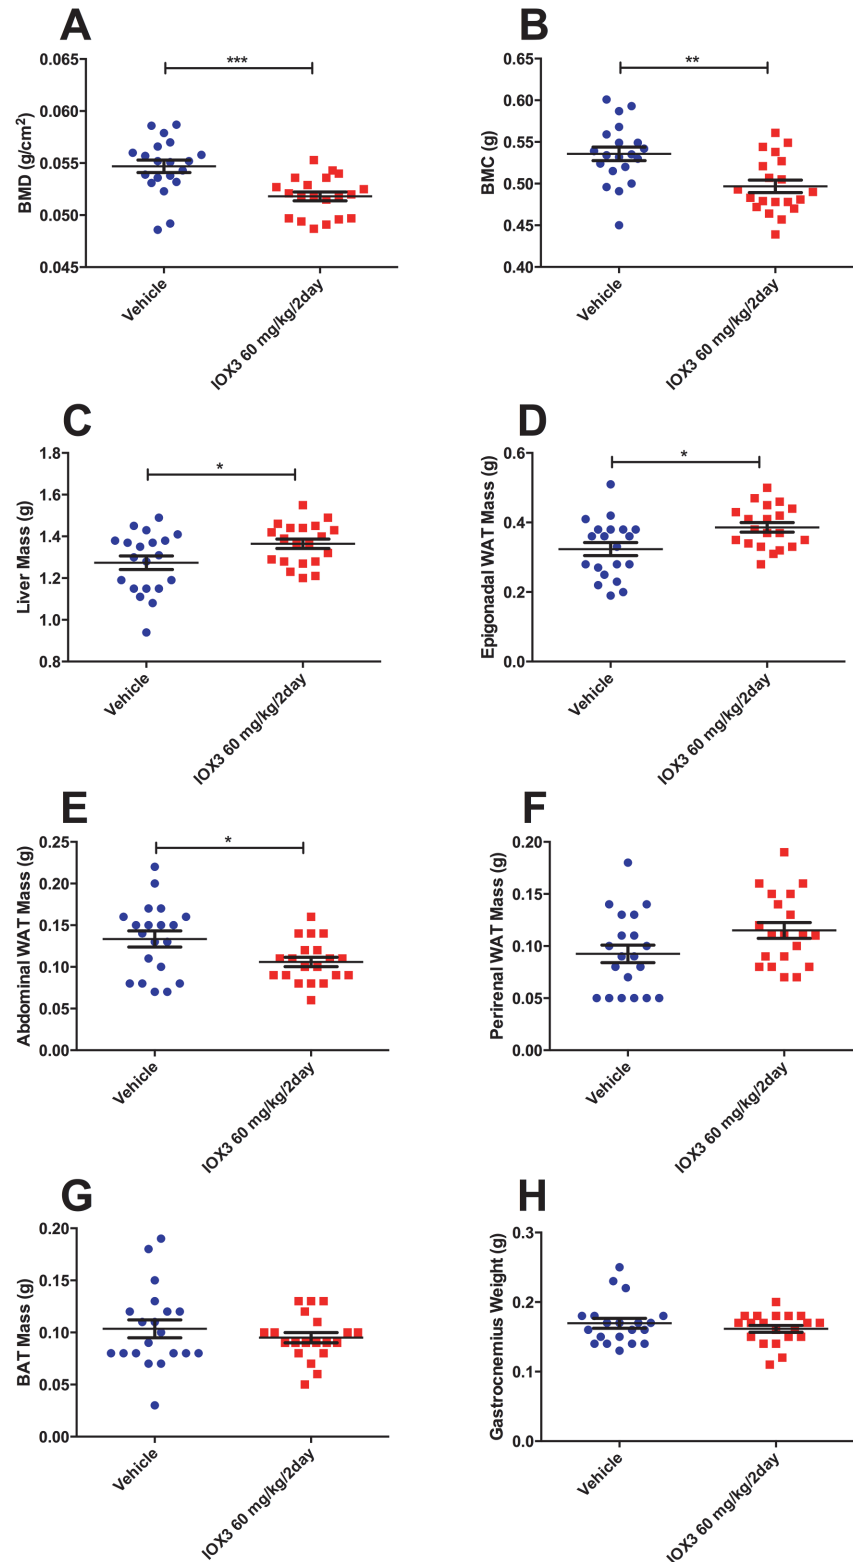 A
B
0.065
0.060
0.055
0.050
0.045
BMD (g/cm²)
***
Vehicle
IOX3 60 mg/kg/2day
0.65
0.60
0.55
0.50
0.45
0.40
BMC (g)
**
Vehicle
IOX3 60 mg/kg/2day
C
D
1.8
1.6
1.4
1.2
1.0
0.8
Liver Mass (g)
*
Vehicle
IOX3 60 mg/kg/2day
0.6
0.4
0.2
0.0
Epigonadal WAT Mass (g)
*
Vehicle
IOX3 60 mg/kg/2day
E
F
0.25
0.20
0.15
0.10
0.05
0.00
Abdominal WAT Mass (g)
*
Vehicle
IOX3 60 mg/kg/2day
0.20
0.15
0.10
0.05
0.00
Perirenal WAT Mass (g)
Vehicle
IOX3 60 mg/kg/2day
G
H
0.20
0.15
0.10
0.05
0.00
BAT Mass (g)
Vehicle
IOX3 60 mg/kg/2day
0.3
0.2
0.1
0.0
Gastrocnemius Weight (g)
Vehicle
IOX3 60 mg/kg/2day